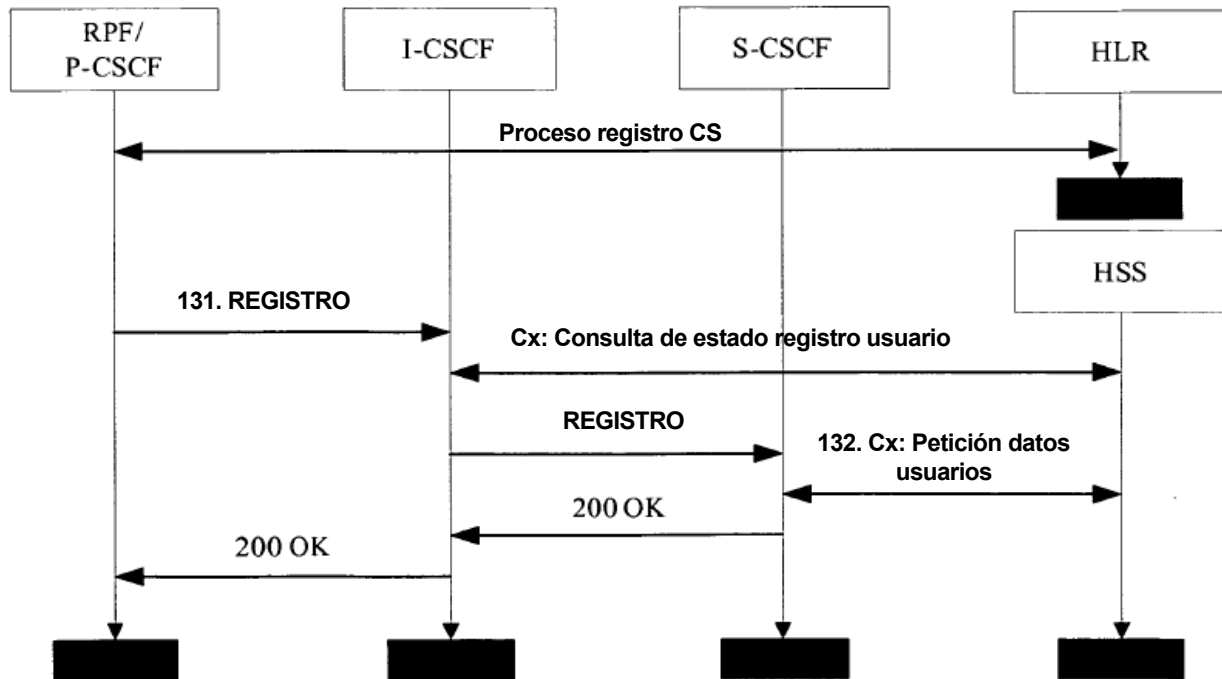 RPF/
P-CSCF
I-CSCF
S-CSCF
HLR
Proceso registro CS
HSS
131. REGISTRO
Cx: Consulta de estado registro usuario
REGISTRO
132. Cx: Petición datos
usuarios
200 OK
200 OK